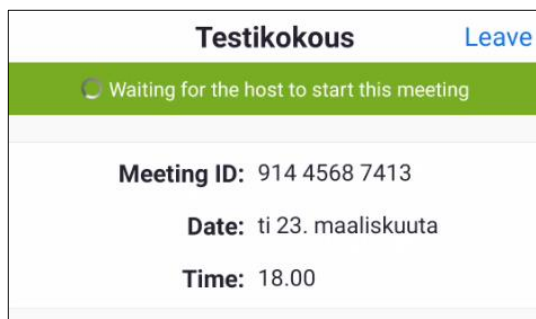 Testikokous Leave
Waiting for the host to start this meeting
Meeting ID: 914 4568 7413
Date: ti 23. maaliskuuta
Time: 18.00